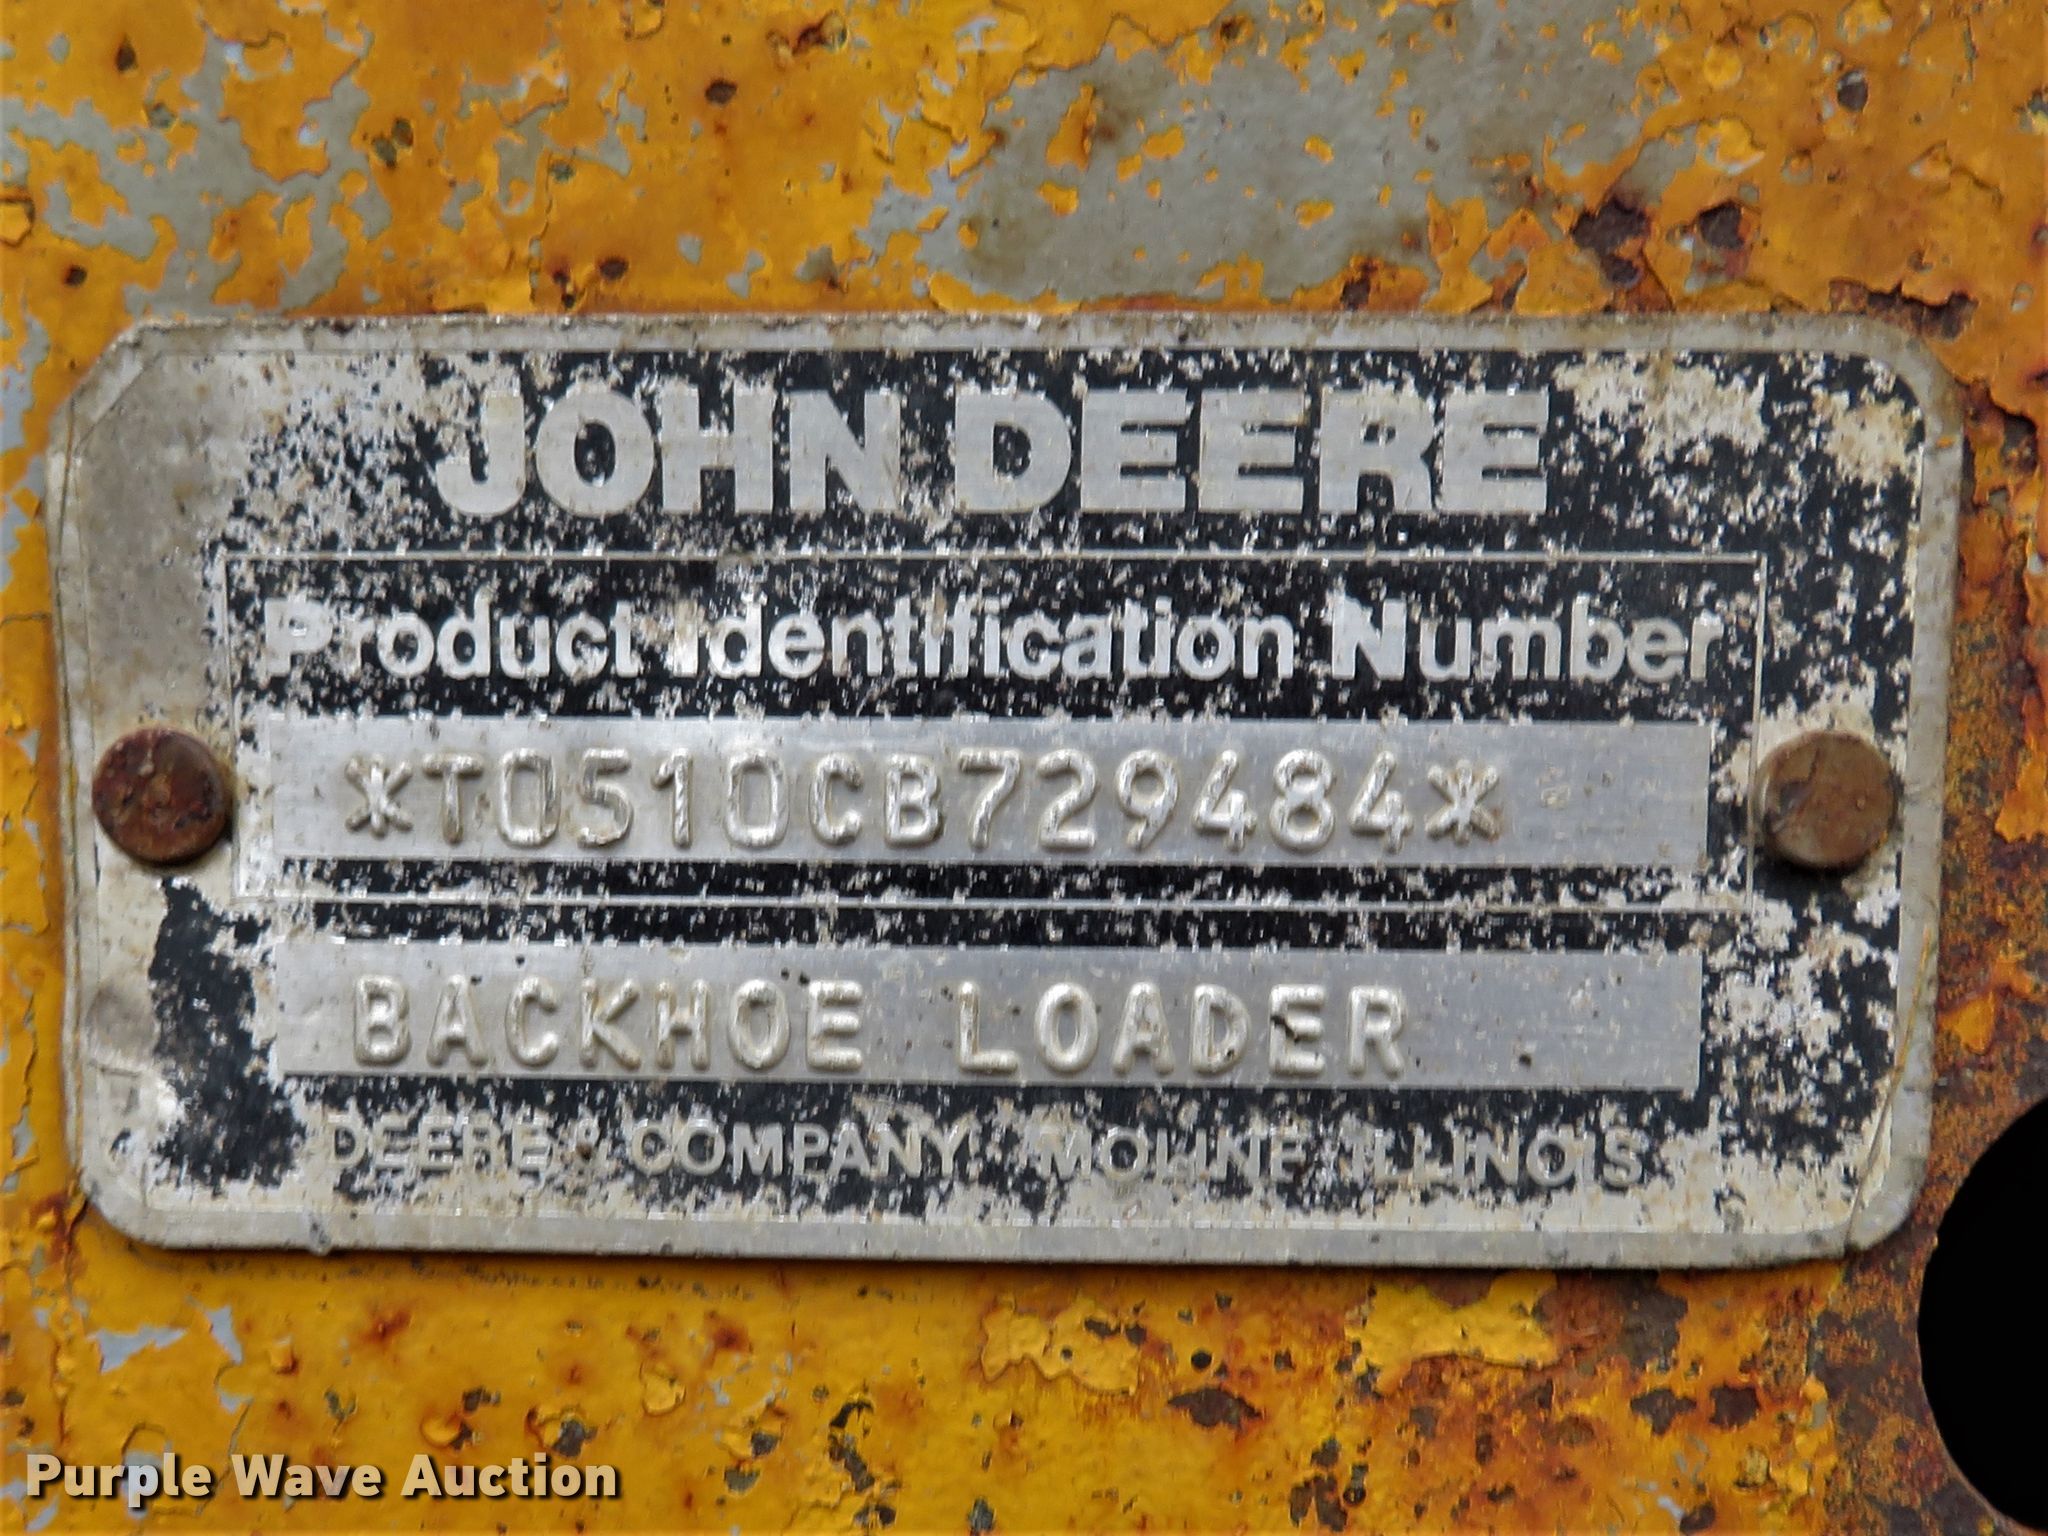 JOHN DEERE
Product Identification Number
*T0510CB729484*
BACKHOE LOADER
DEERE & COMPANY MOLINE ILLINOIS
Purple Wave Auction